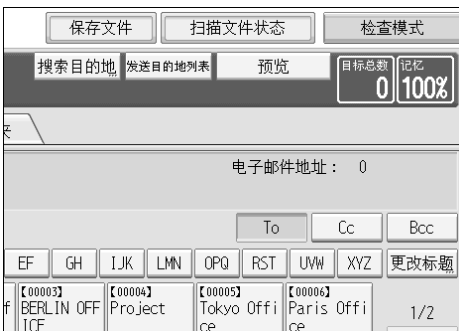 保存文件 扫描文件状态 检查模式
搜索目的地 发送目的地列表 预览 目标总数 记忆
0 100%
电子邮件地址： 0
To Cc Bcc
EF GH IJK LMN OPQ RST UVW XYZ 更改标题
【00003】 【00004】 【00005】 【00006】
f BERLIN OFF Project Tokyo Offi Paris Offi 1/2
ICE ce ce